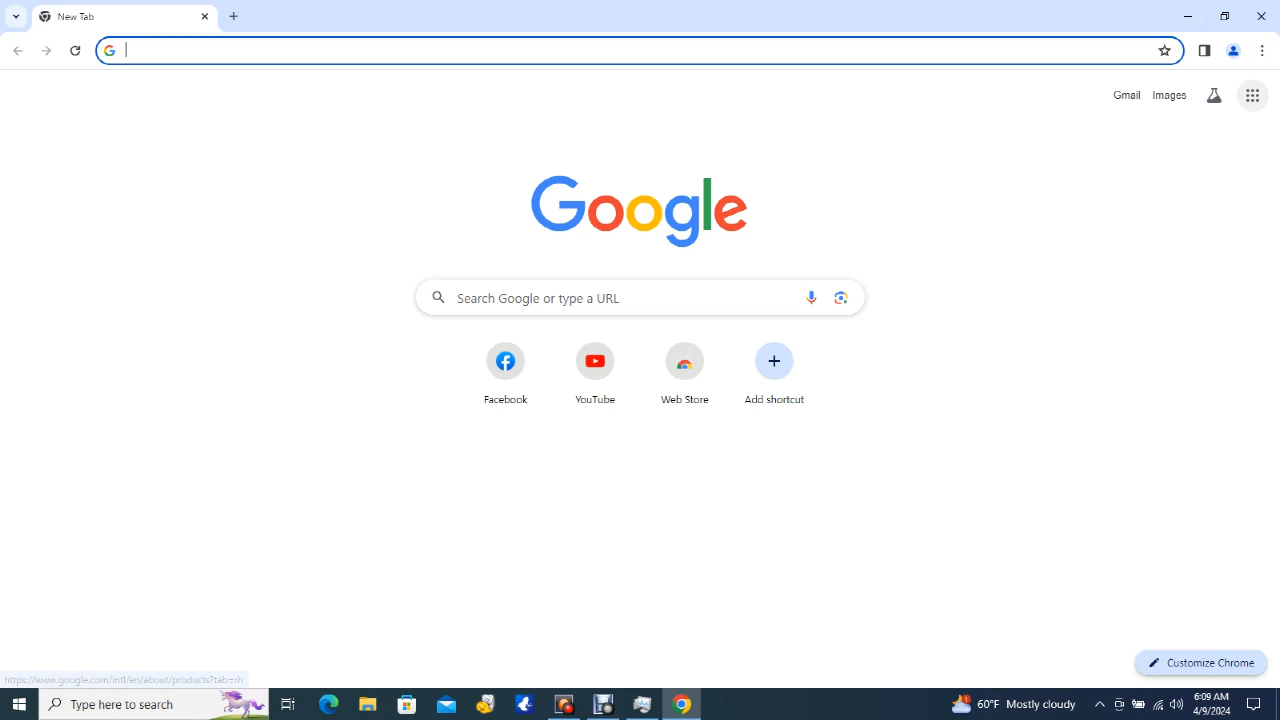 New Tab
Gmail Images
Google
Search Google or type a URL
Facebook YouTube Web Store Add shortcut
Customize Chrome
https://www.google.com/intl/en/about/products?tab=rh
Type here to search
60°F Mostly cloudy
6:09 AM
4/9/2024